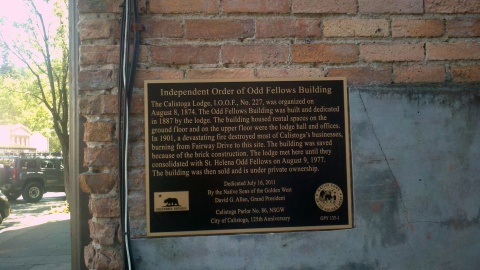 Independent Order of Odd Fellows Building
The Calistoga Lodge, I.O.O.F., No. 227, was organized on
August 8, 1874. The Odd Fellows Building was built and dedicated
in 1887 by the lodge. The building housed rental spaces on the
ground floor and on the upper floor were the lodge hall and offices.
In 1901, a devastating fire destroyed most of Calistoga's businesses,
burning from Fairway Drive to this site. The building was saved
because of the brick construction. The lodge met here until they
consolidated with St. Helena Odd Fellows on August 9, 1977.
The building was then sold and is under private ownership.
Dedicated July 16, 2011
By the Native Sons of the Golden West
David G. Allen, Grand President
Calistoga Parlor No. 86, NSGW
City of Calistoga, 125th Anniversary